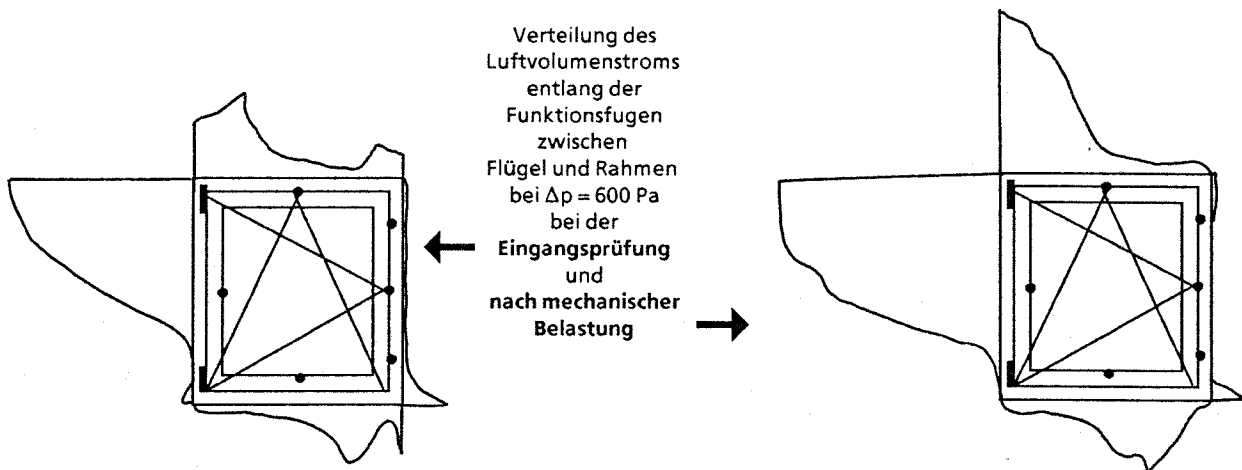 Verteilung des
Luftvolumenstroms
entlang der
Funktionsfugen
zwischen
Flügel und Rahmen
bei Δp = 600 Pa
bei der
Eingangsprüfung
und
nach mechanischer
Belastung